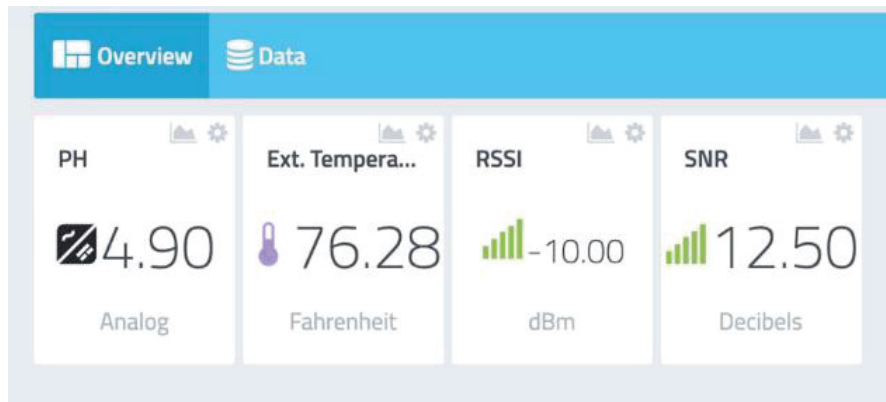 Overview Data
PH Ext. Tempera... RSSI SNR
4.90 76.28 -10.00 12.50
Analog Fahrenheit dBm Decibels